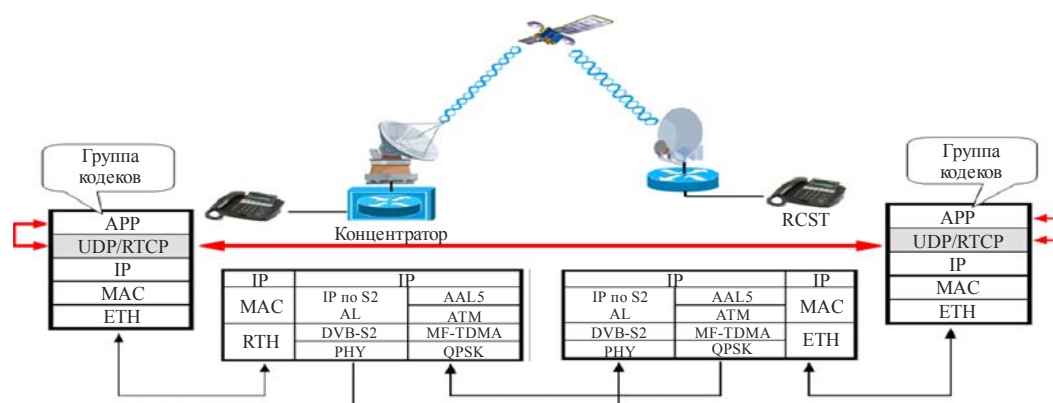 Группа
кодеков
APP
UDP/RTCP
IP
MAC
ETH
Концентратор
RCST
Группа
кодеков
APP
UDP/RTCP
IP
MAC
ETH
IP
IP
MAC
IP по S2
AL
AAL5
ATM
RTH
DVB-S2
MF-TDMA
PHY
QPSK
IP
IP
IP по S2
AL
AAL5
ATM
MAC
DVB-S2
MF-TDMA
ETH
PHY
QPSK